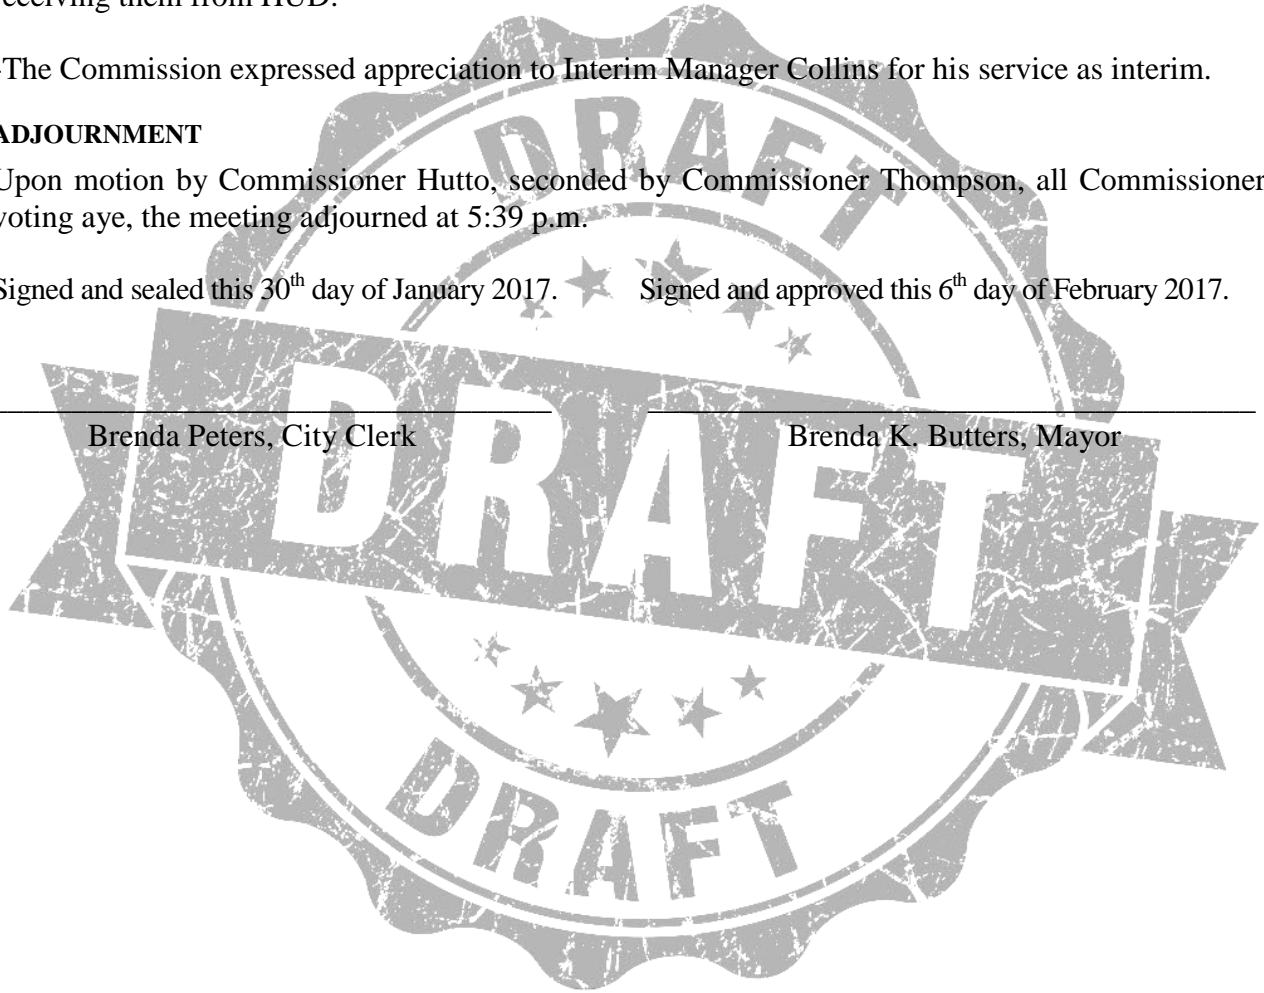 receiving them from HUD.
-The Commission expressed appreciation to Interim Manager Collins for his service as interim.
ADJOURNMENT
Upon motion by Commissioner Hutto, seconded by Commissioner Thompson, all Commissioner
voting aye, the meeting adjourned at 5:39 p.m.
Signed and sealed this 30th day of January 2017. Signed and approved this 6th day of February 2017.
Brenda Peters, City Clerk Brenda K. Butters, Mayor
DRAFT
DRAFT
DRAFT